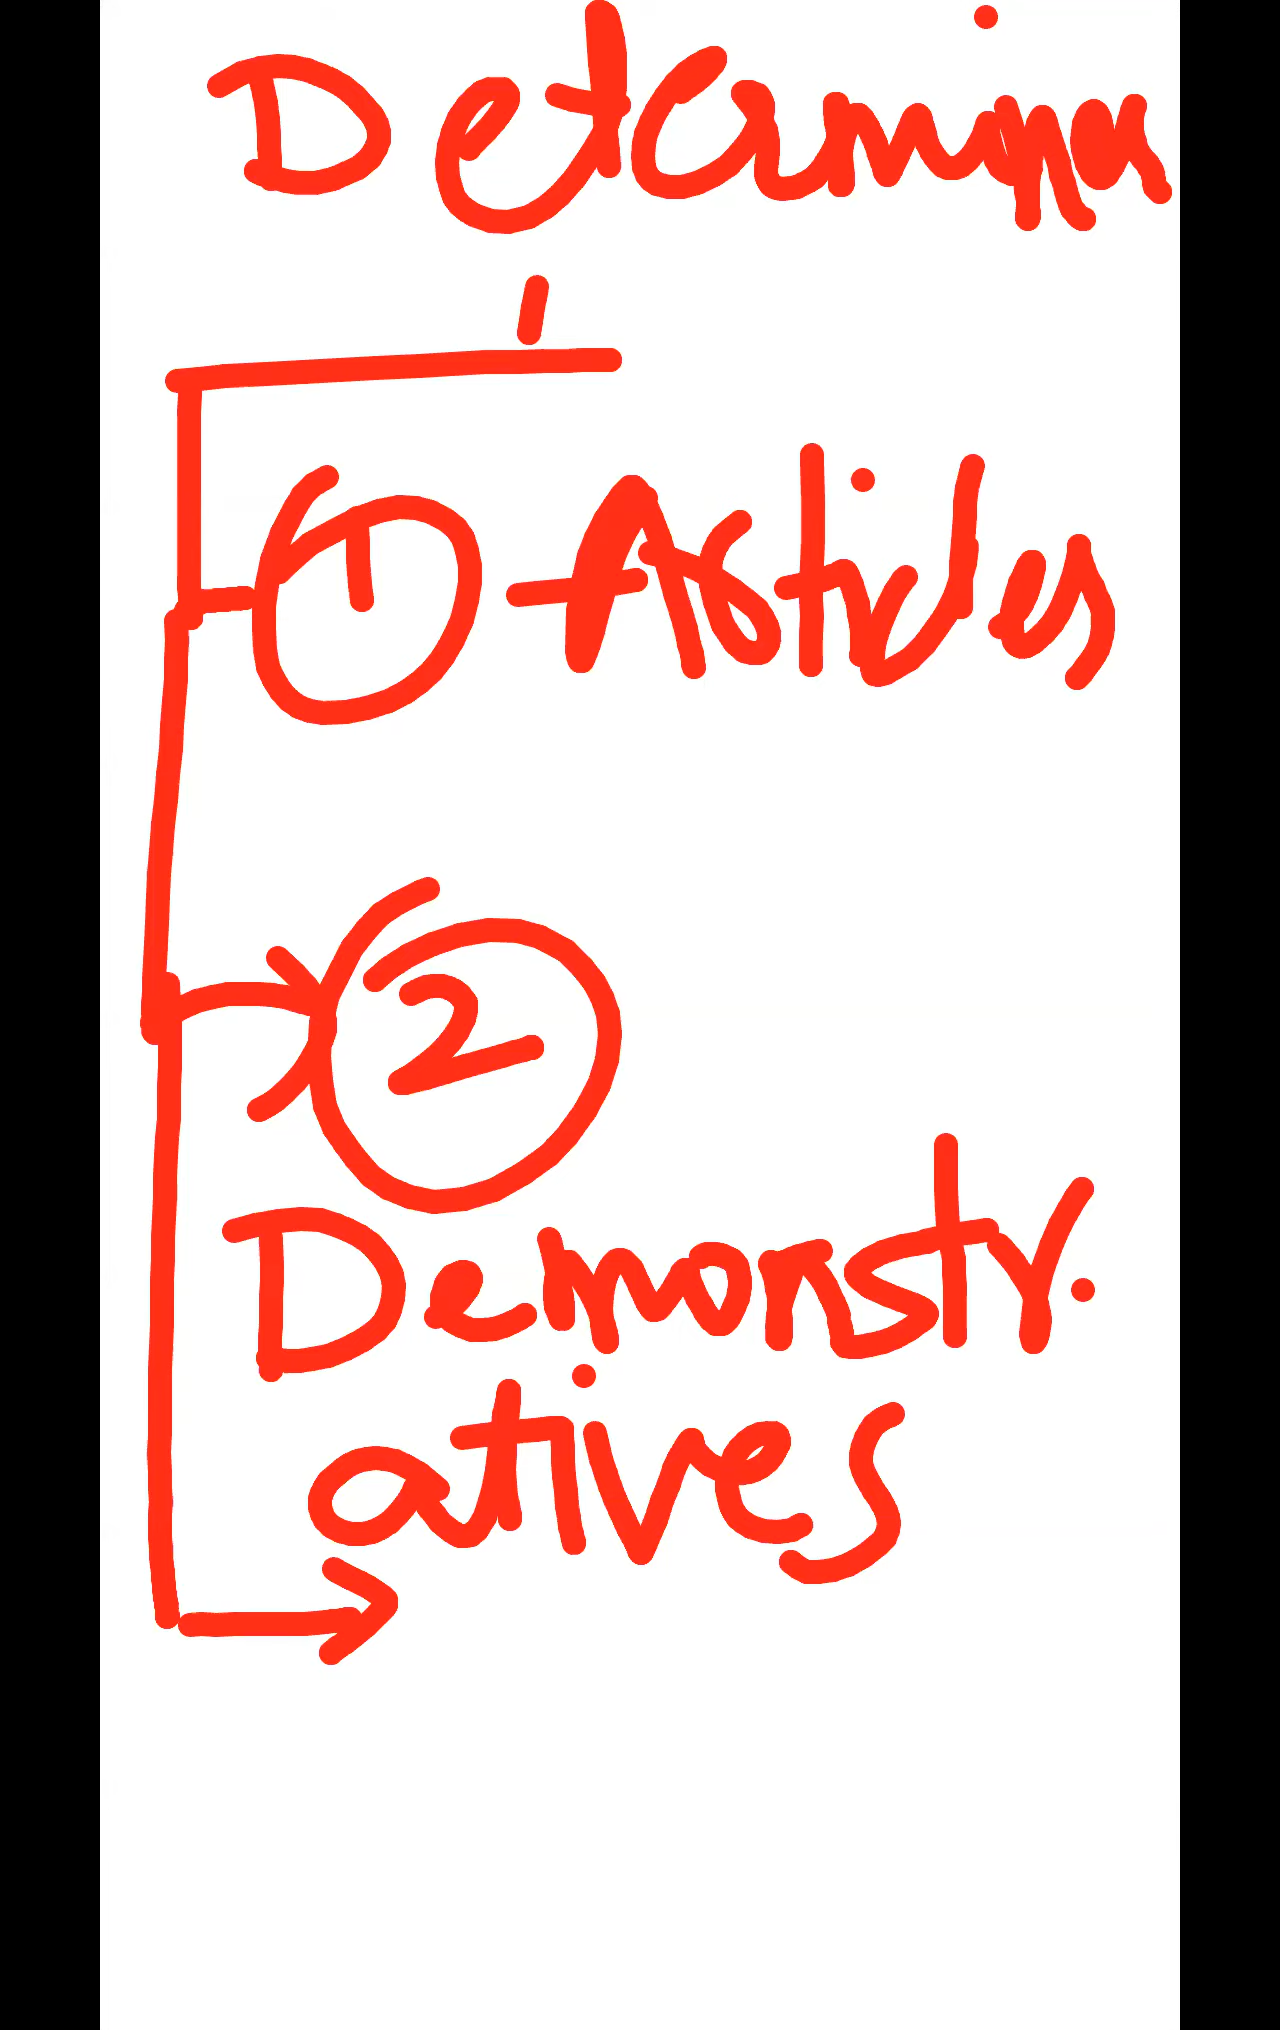 Determiner
① Articles
②
Demonstr.
atives